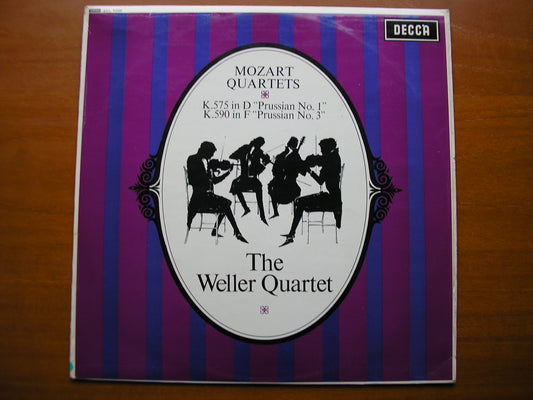 DECCA
MOZART
QUARTETS
K.575 in D "Prussian No. 1"
K.590 in F "Prussian No. 3"
The
Weller Quartet